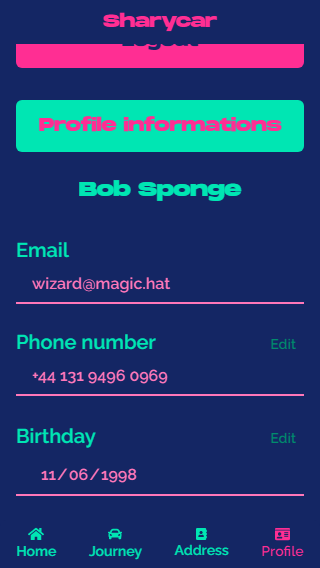 Sharycar
Logout
Profile informations
Bob Sponge
Email
wizard@magic.hat
Phone number
Edit
+44 131 9496 0969
Birthday
Edit
11/06/1998
Home
Journey
Address
Profile